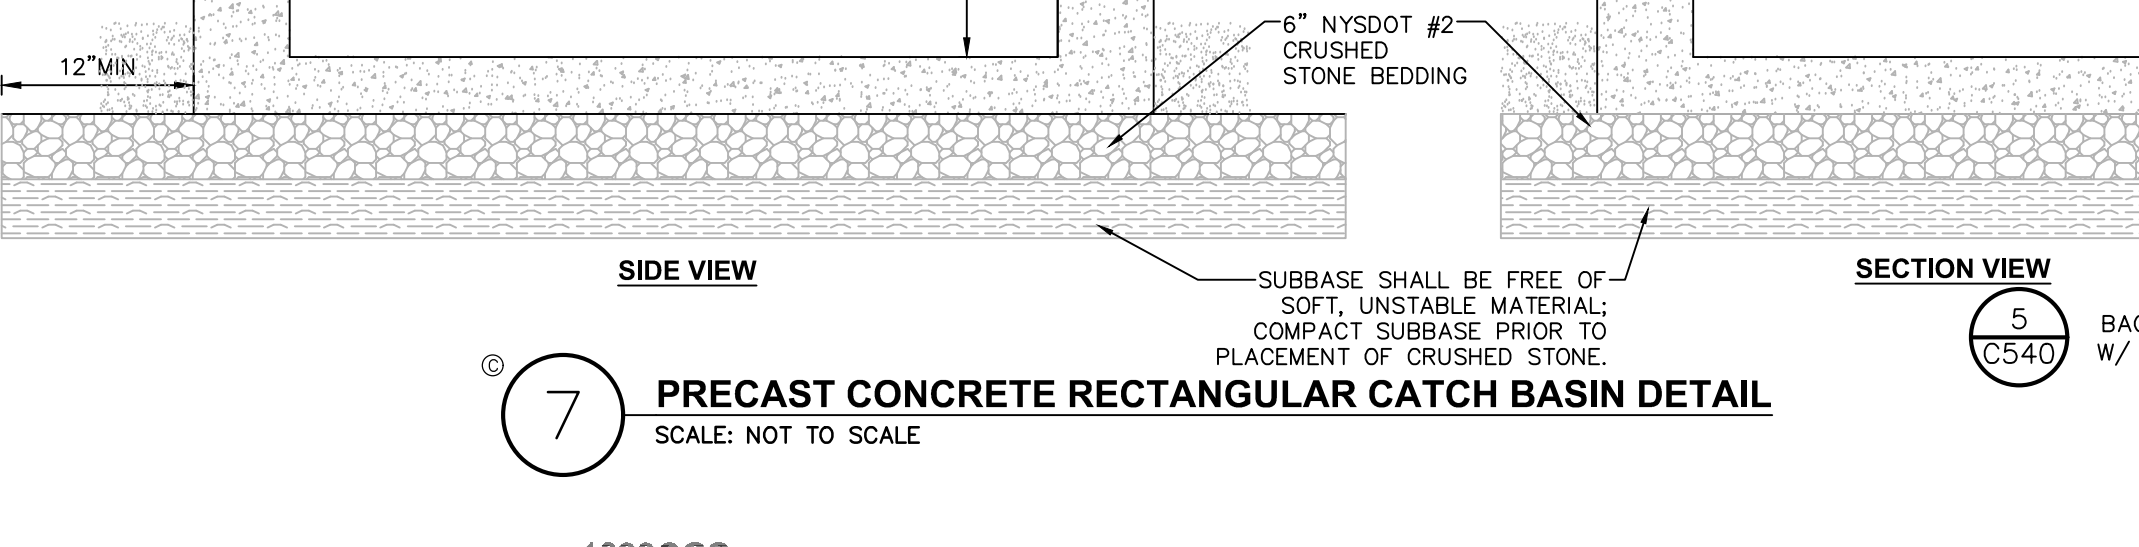 12"MIN
6" NYSDOT #2
CRUSHED
STONE BEDDING
SIDE VIEW
SUBBASE SHALL BE FREE OF
SOFT, UNSTABLE MATERIAL;
COMPACT SUBBASE PRIOR TO
PLACEMENT OF CRUSHED STONE.
SECTION VIEW
5
C540
W/
©
7
PRECAST CONCRETE RECTANGULAR CATCH BASIN DETAIL
SCALE: NOT TO SCALE